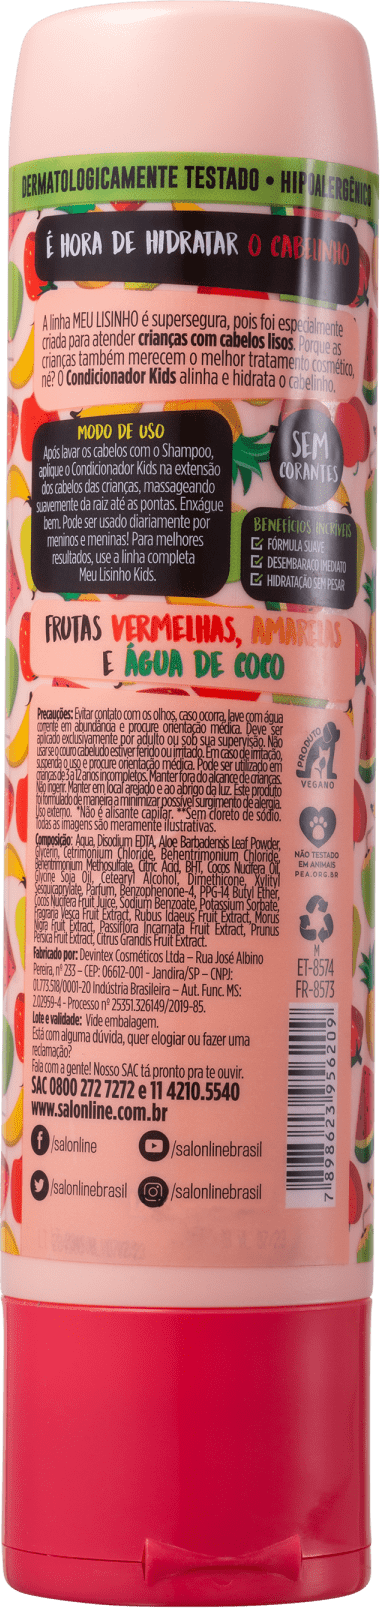 DERMATOLOGICAMENTE TESTADO • HIPOALERGÊNICO
É HORA DE HIDRATAR O CABELINHO
A linha MEU LISINHO é supersegura, pois foi especialmente
criada para atender crianças com cabelos lisos. Porque as
crianças também merecem o melhor tratamento cosmético,
né? O Condicionador Kids alinha e hidrata o cabelinho.
MODO DE USO
Após lavar os cabelos com o Shampoo,
aplique o Condicionador Kids na extensão
dos cabelos das crianças, massageando
suavemente da raiz até as pontas. Enxágue
bem. Pode ser usado diariamente por
meninos e meninas! Para melhores
resultados, use a linha completa
Meu Lisinho Kids.
SEM
CORANTES
BENEFÍCIOS INCRÍVEIS
FÓRMULA SUAVE
DESEMBARAÇO IMEDIATO
HIDRATAÇÃO SEM PESAR
FRUTAS VERMELHAS, AMARELAS
E ÁGUA DE COCO
Precauções: Evitar contato com os olhos, caso ocorra, lave com água
corrente em abundância e procure orientação médica. Deve ser
aplicado exclusivamente por adulto ou sob sua supervisão. Não
usar se o couro cabeludo estiver ferido ou irritado. Em caso de irritação,
suspenda o uso e procure orientação médica. Pode ser utilizado em
crianças de 3 a 12 anos incompletos. Manter fora do alcance de crianças.
Não ingerir. Manter em local arejado e ao abrigo da luz. Este produto
foi formulado de maneira a minimizar possível surgimento de alergia.
Uso externo. *Não é alisante capilar. **Sem cloreto de sódio.
Todas as imagens são meramente ilustrativas.
Composição: Aqua, Disodium EDTA, Aloe Barbadensis Leaf Powder,
Glycerin, Cetrimonium Chloride, Behentrimonium Chloride,
Behentrimonium Methosulfate, Citric Acid, BHT, Cocos Nucifera Oil,
Glycine Soja Oil, Cetearyl Alcohol, Dimethicone, Xylityl
Sesquicaprylate, Parfum, Benzophenone-4, PPG-14 Butyl Ether,
Cocos Nucifera Fruit Juice, Sodium Benzoate, Potassium Sorbate,
Fragaria Vesca Fruit Extract, Rubus Idaeus Fruit Extract, Morus
Nigra Fruit Extract, Passiflora Incarnata Fruit Extract, Prunus
Persica Fruit Extract, Citrus Grandis Fruit Extract.
Fabricado por: Devintex Cosméticos Ltda – Rua José Albino
Pereira, nº 233 – CEP: 06612-001 - Jandira/SP – CNPJ:
01.773.518/0001-20 Indústria Brasileira – Aut. Func. MS:
2.02959-4 - Processo nº 25351.326149/2019-85.
Lote e validade: Vide embalagem.
Está com alguma dúvida, quer elogiar ou fazer uma
reclamação?
Fala com a gente! Nosso SAC tá pronto pra te ouvir.
SAC 0800 272 7272 e 11 4210.5540
www.salonline.com.br
/salonline
/salonlinebrasil
/salonlinebrasil
/salonlinebrasil
PRODUTO
VEGANO
NÃO TESTADO
EM ANIMAIS
PEA.ORG.BR
M
ET-8574
FR-8573
7 898623 956209